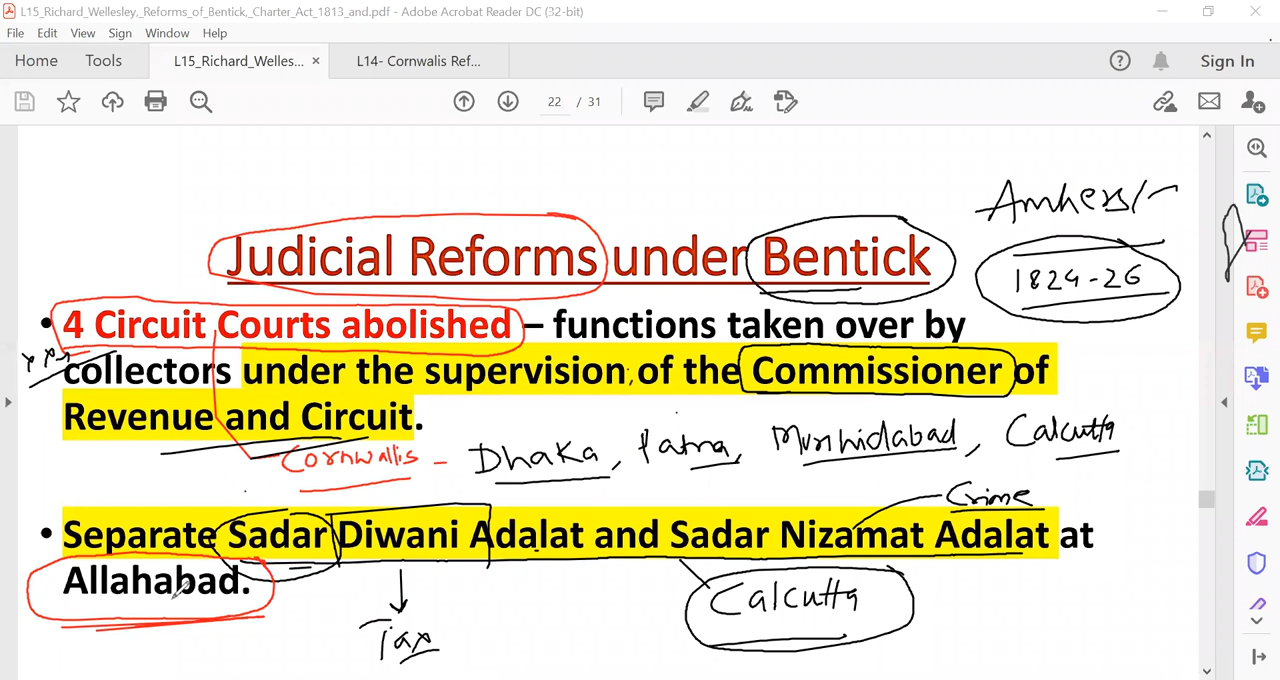 L15_Richard_Wellesley,_Reforms_of_Bentick,_Charter_Act_1813_and.pdf - Adobe Acrobat Reader DC (32-bit)
File Edit View Sign Window Help
Home Tools L15_Richard_Welles... × L14- Cornwalis Ref... Sign In
22 / 31
Amherst
Judicial Reforms under Bentick
1824-26
• 4 Circuit Courts abolished – functions taken over by
collectors under the supervision of the Commissioner of
Revenue and Circuit.
Cornwallis - Dhaka, Patna, Murshidabad, Calcutta
Crime
• Separate Sadar Diwani Adalat and Sadar Nizamat Adalat at
Allahabad.
Calcutta
Tax